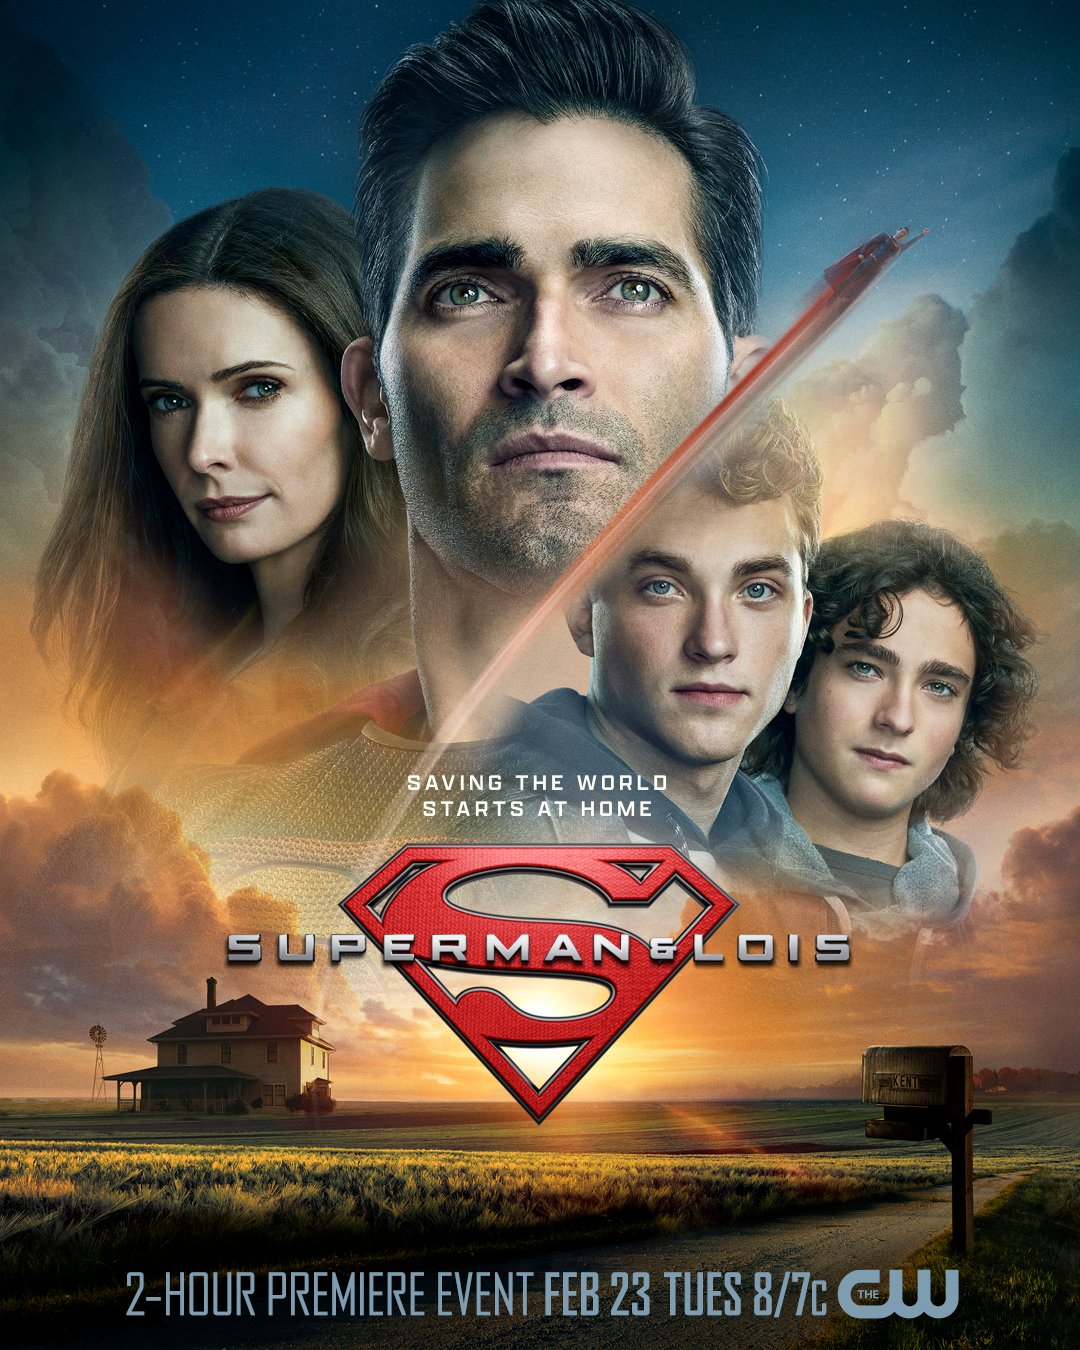 SAVING THE WORLD
STARTS AT HOME
SUPERMAN & LOIS
KENT
2-HOUR PREMIERE EVENT FEB 23 TUES 8/7c THE CW